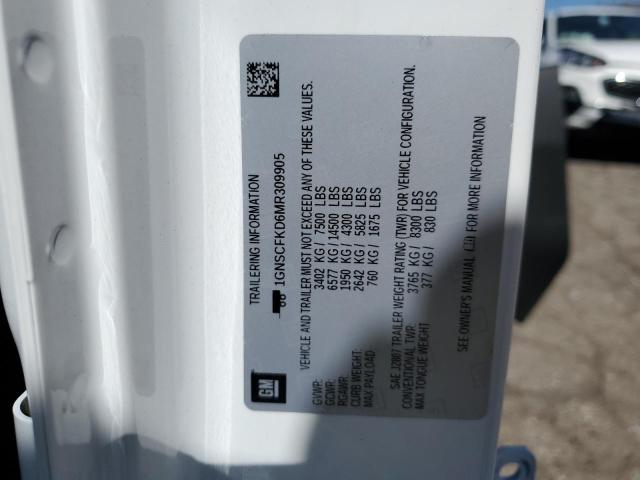 GM
TRAILERING INFORMATION
1GNSCFKD6MR309905
VEHICLE AND TRAILER MUST NOT EXCEED ANY OF THESE VALUES.
GVWR: 3402 KG/ 7500 LBS
GCWR: 6577 KG/ 14500 LBS
RGAWR: 1950 KG/ 4300 LBS
CURB WEIGHT: 2642 KG/ 5825 LBS
MAX PAYLOAD: 760 KG/ 1675 LBS
SAE J2807 TRAILER WEIGHT RATING (TWR) FOR VEHICLE CONFIGURATION.
CONVENTIONAL TWR: 3765 KG/ 8300 LBS
MAX TONGUE WEIGHT 377 KG/ 830 LBS
SEE OWNER'S MANUAL FOR MORE INFORMATION